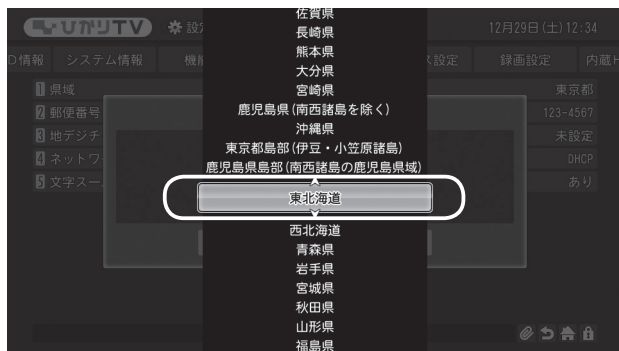 ひかりTV
設定
12月29日(土)12:34
D情報
システム情報
機能
ス設定
録画設定
内蔵H
1 県域
東京都
2 郵便番号
123-4567
3 地デジチ
未設定
4 ネットワー
DHCP
5 文字スー
あり
佐賀県
長崎県
熊本県
大分県
宮崎県
鹿児島県(南西諸島を除く)
沖縄県
東京都島部(伊豆・小笠原諸島)
鹿児島県島部(南西諸島の鹿児島県域)
東北海道
西北海道
青森県
岩手県
宮城県
秋田県
山形県
福島県